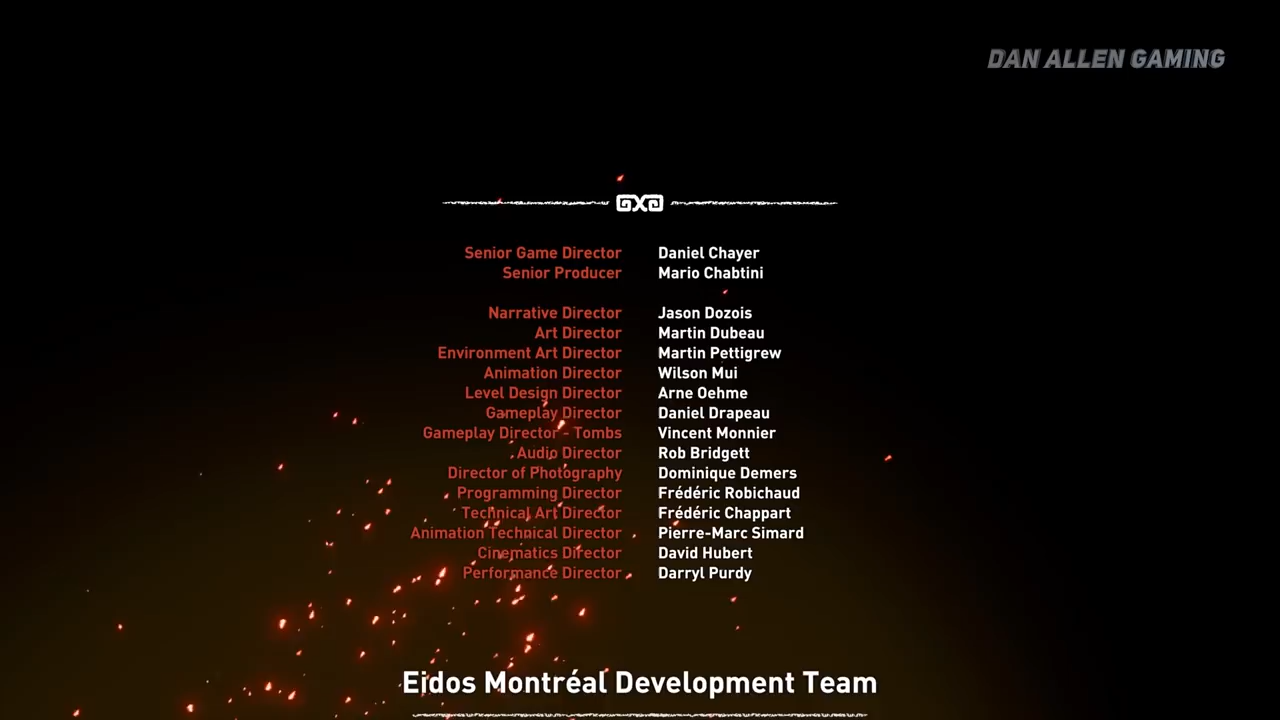 DAN ALLEN GAMING
Senior Game Director Daniel Chayer
Senior Producer Mario Chabtini
Narrative Director Jason Dozois
Art Director Martin Dubeau
Environment Art Director Martin Pettigrew
Animation Director Wilson Mui
Level Design Director Arne Oehme
Gameplay Director Daniel Drapeau
Gameplay Director - Tombs Vincent Monnier
Audio Director Rob Bridgett
Director of Photography Dominique Demers
Programming Director Frédéric Robichaud
Technical Art Director Frédéric Chappart
Animation Technical Director Pierre-Marc Simard
Cinematics Director David Hubert
Performance Director Darryl Purdy
Eidos Montréal Development Team